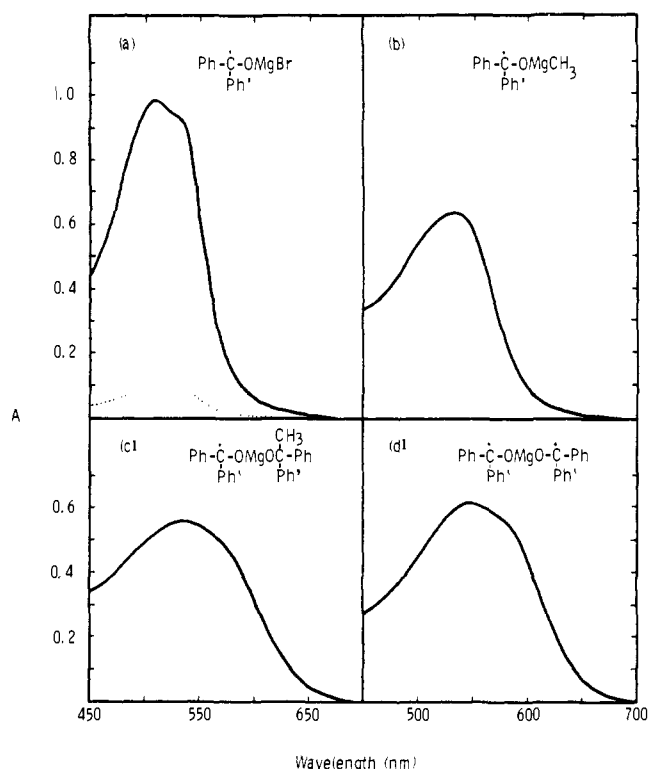 (a)
Ph-Ċ-OMgBr
Ph'
(b)
Ph-Ċ-OMgCH3
Ph'
1.0
0.8
0.6
0.4
0.2
A
(c1
CH3
Ph-Ċ-OMgOC-Ph
Ph' Ph'
(d1
Ph-Ċ-OMgO-Ċ-Ph
Ph' Ph'
0.6
0.4
0.2
450 550 650 500 600 700
Wavelength (nm)